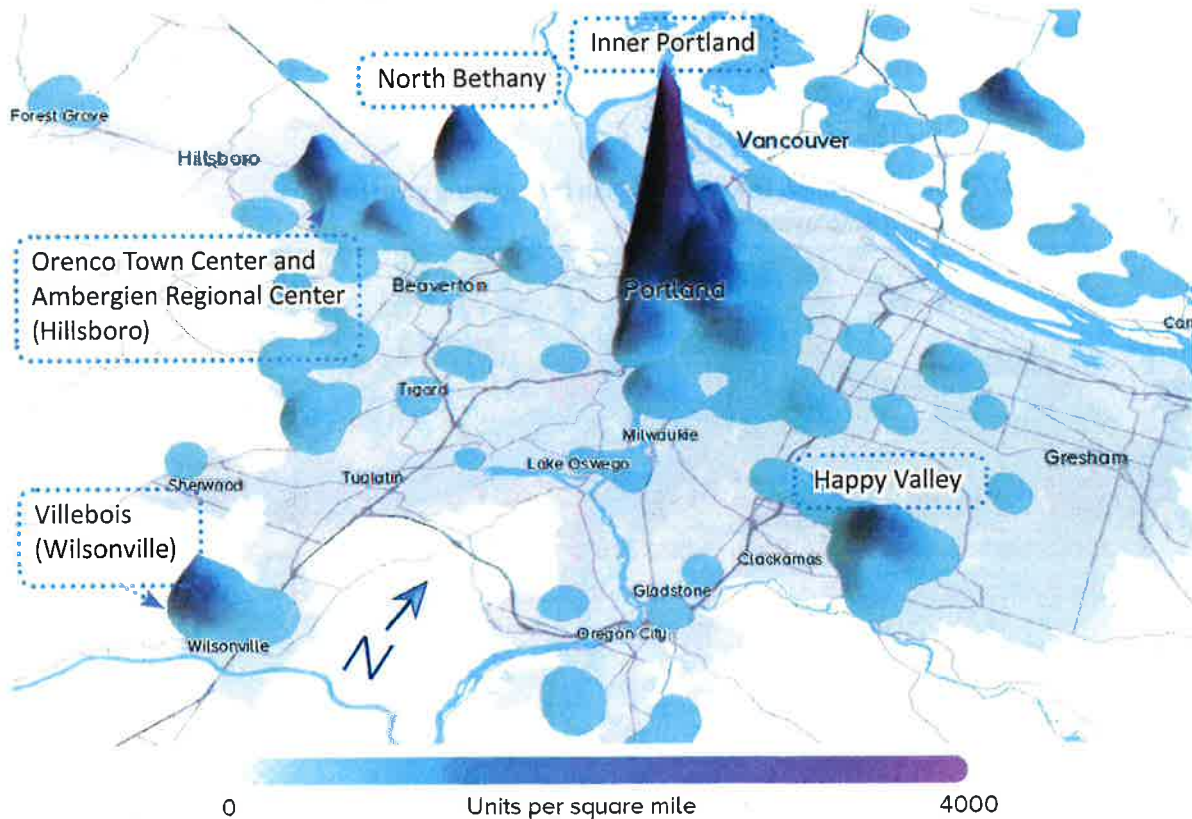 Inner Portland
North Bethany
Forest Grove
Vancouver
Hillsboro
Orenco Town Center and
Ambergien Regional Center
(Hillsboro)
Beaverton
Portland
Tigard
Milwaukie
Lake Oswego
Gresham
Tualatin
Sherwood
Happy Valley
Villebois
(Wilsonville)
Clackamas
Gladstone
Oregon City
Wilsonville
N
0
Units per square mile
4000